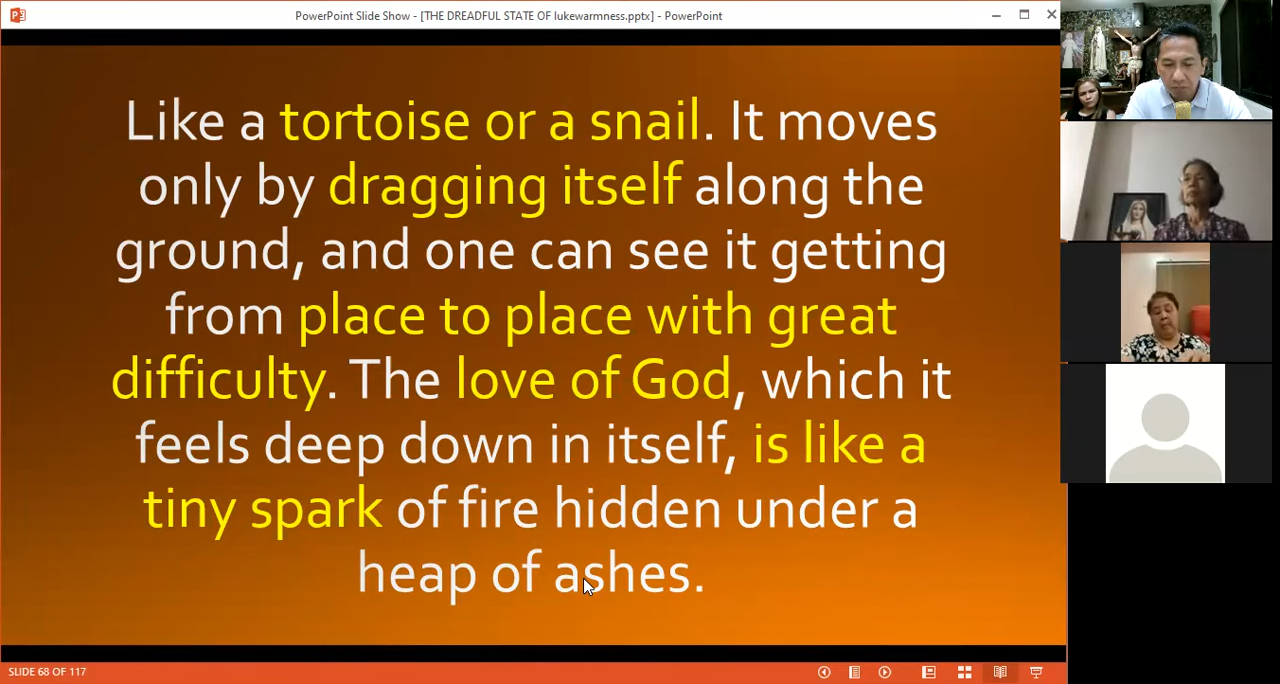 PowerPoint Slide Show - [THE DREADFUL STATE OF lukewarmness.pptx] - PowerPoint
Like a tortoise or a snail. It moves
only by dragging itself along the
ground, and one can see it getting
from place to place with great
difficulty. The love of God, which it
feels deep down in itself, is like a
tiny spark of fire hidden under a
heap of ashes.
SLIDE 68 OF 117